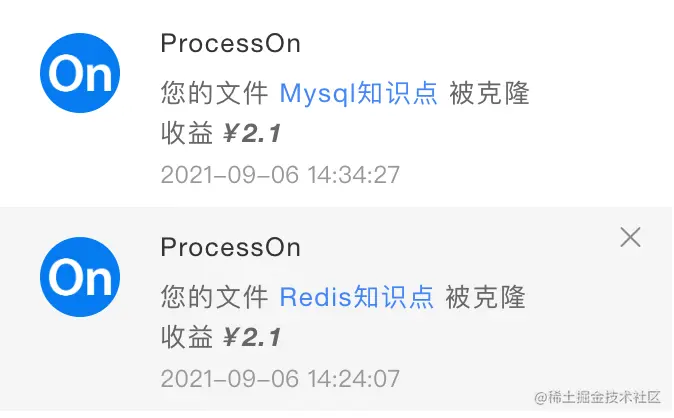 On
ProcessOn
您的文件 Mysql知识点 被克隆
收益 ¥2.1
2021-09-06 14:34:27
On
ProcessOn
您的文件 Redis知识点 被克隆
收益 ¥2.1
2021-09-06 14:24:07
@稀土掘金技术社区